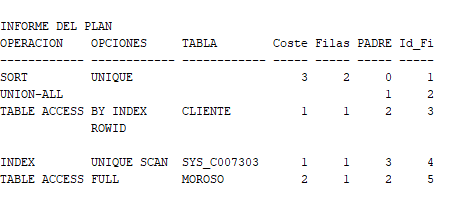 INFORME DEL PLAN
OPERACION OPCIONES TABLA Coste Filas PADRE Id_Fi
------------ ------------ ------------ ----- ----- ----- -----
SORT UNIQUE 3 2 0 1
UNION-ALL 1 2
TABLE ACCESS BY INDEX CLIENTE 1 1 2 3
ROWID
INDEX UNIQUE SCAN SYS_C007303 1 1 3 4
TABLE ACCESS FULL MOROSO 2 1 2 5